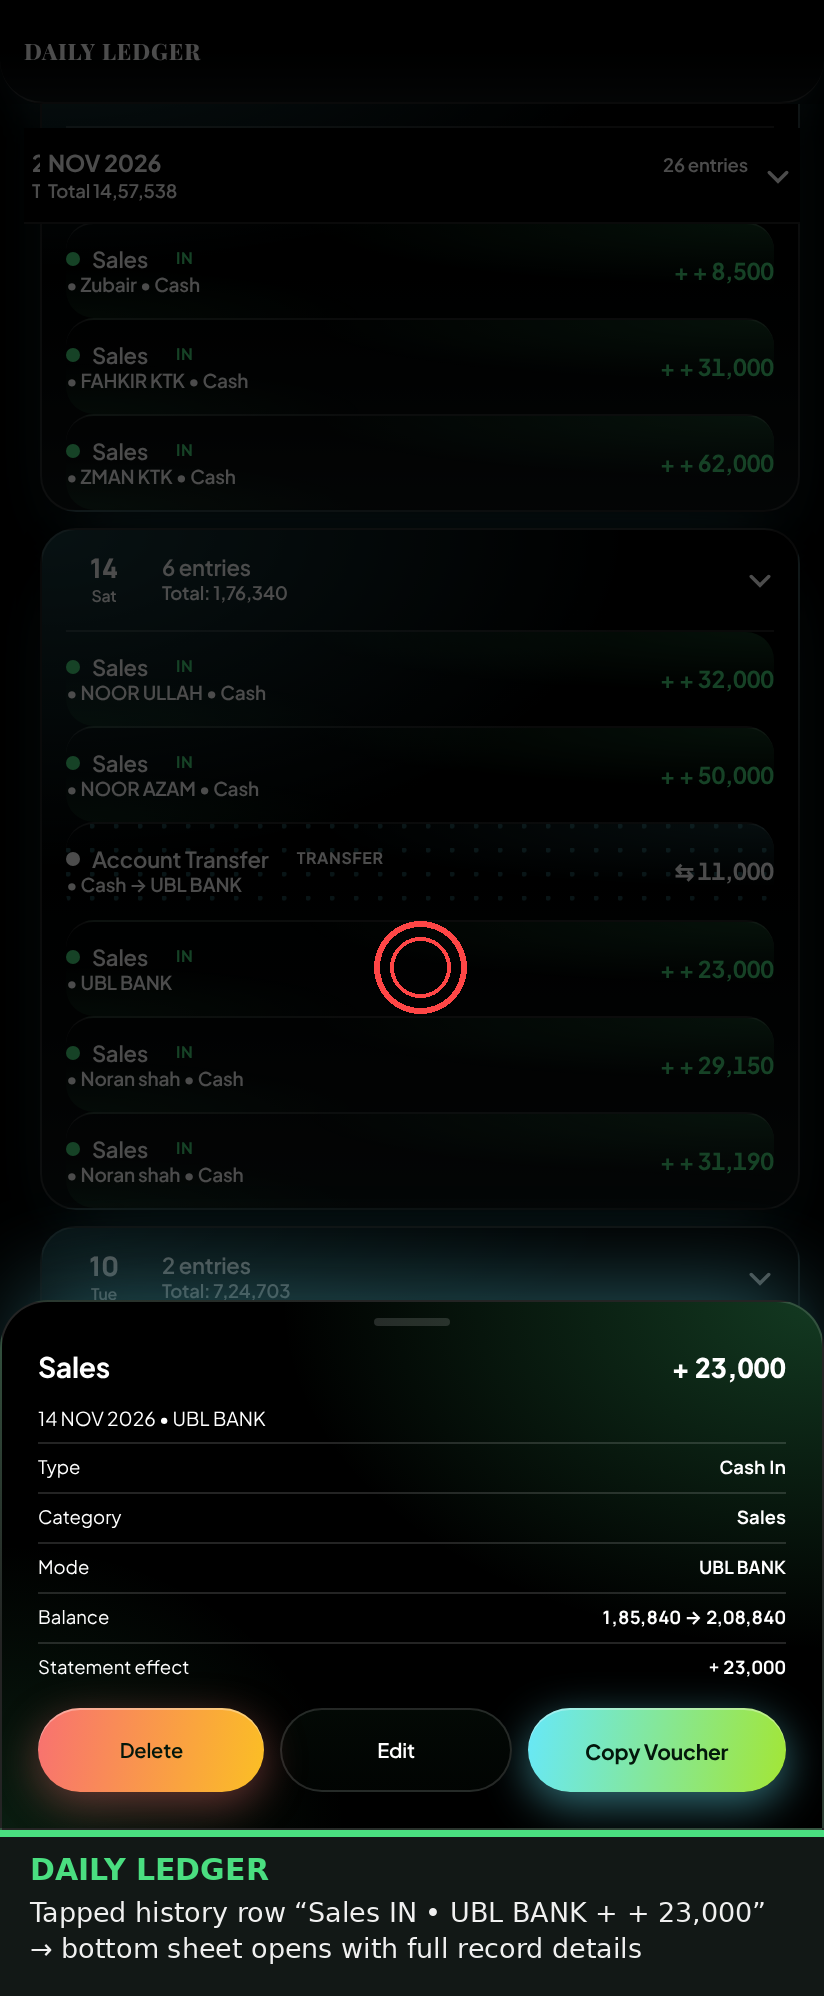 DAILY LEDGER
2 NOV 2026
26 entries
T Total 14,57,538
Sales IN
• Zubair • Cash
+ + 8,500
Sales IN
• FAHKIR KTK • Cash
+ + 31,000
Sales IN
• ZMAN KTK • Cash
+ + 62,000
14
Sat
6 entries
Total: 1,76,340
Sales IN
• NOOR ULLAH • Cash
+ + 32,000
Sales IN
• NOOR AZAM • Cash
+ + 50,000
Account Transfer TRANSFER
• Cash → UBL BANK
⇆ 11,000
Sales IN
• UBL BANK
+ + 23,000
Sales IN
• Noran shah • Cash
+ + 29,150
Sales IN
• Noran shah • Cash
+ + 31,190
10
Tue
2 entries
Total: 7,24,703
Sales
+ 23,000
14 NOV 2026 • UBL BANK
Type Cash In
Category Sales
Mode UBL BANK
Balance 1,85,840 → 2,08,840
Statement effect + 23,000
Delete
Edit
Copy Voucher
DAILY LEDGER
Tapped history row “Sales IN • UBL BANK + + 23,000”
→ bottom sheet opens with full record details